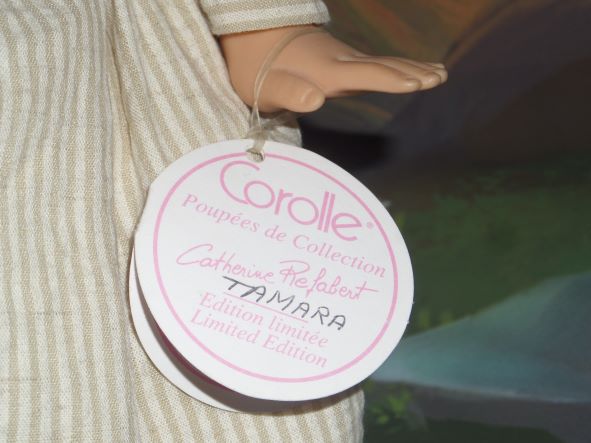 Corolle®
Poupées de Collection
Catherine Refabert
TAMARA
Edition limitée
Limited Edition